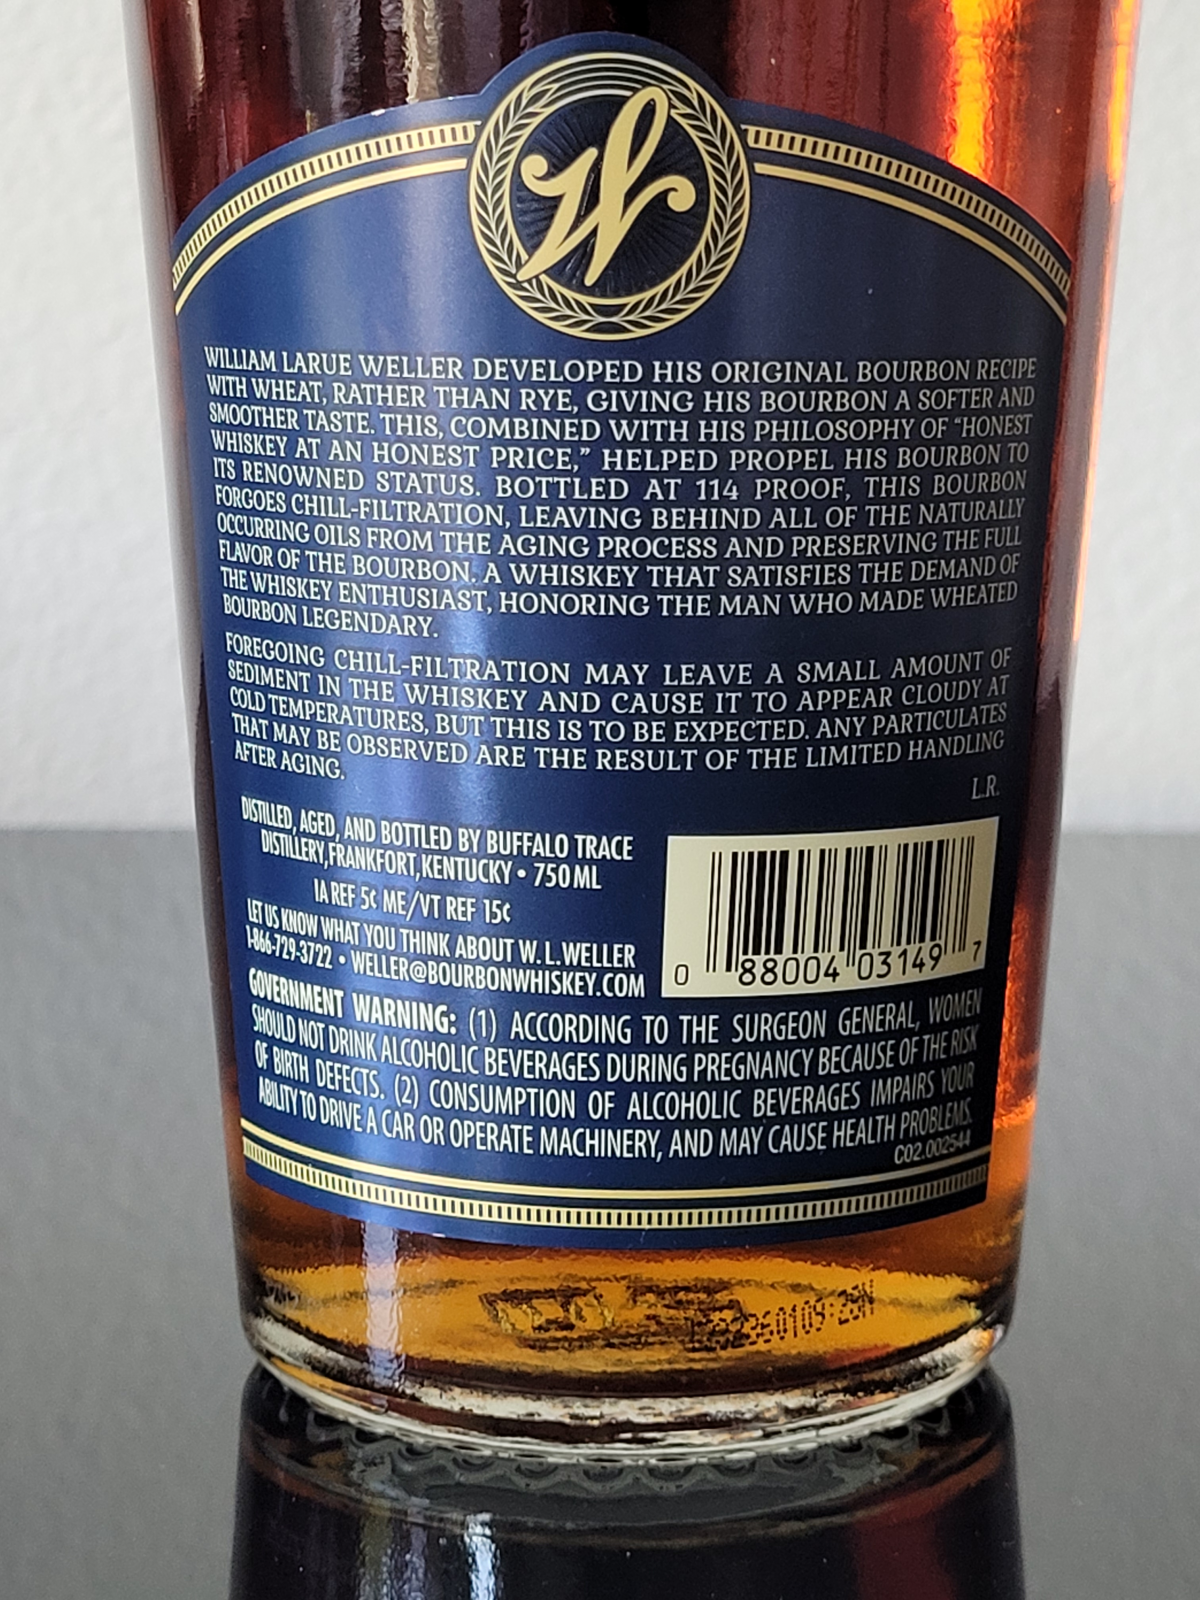 W
WILLIAM LARUE WELLER DEVELOPED HIS ORIGINAL BOURBON RECIPE
WITH WHEAT, RATHER THAN RYE, GIVING HIS BOURBON A SOFTER AND
SMOOTHER TASTE. THIS, COMBINED WITH HIS PHILOSOPHY OF “HONEST
WHISKEY AT AN HONEST PRICE,” HELPED PROPEL HIS BOURBON TO
ITS RENOWNED STATUS. BOTTLED AT 114 PROOF, THIS BOURBON
FORGOES CHILL-FILTRATION, LEAVING BEHIND ALL OF THE NATURALLY
OCCURRING OILS FROM THE AGING PROCESS AND PRESERVING THE FULL
FLAVOR OF THE BOURBON. A WHISKEY THAT SATISFIES THE DEMAND OF
THE WHISKEY ENTHUSIAST, HONORING THE MAN WHO MADE WHEATED
BOURBON LEGENDARY.
FOREGOING CHILL-FILTRATION MAY LEAVE A SMALL AMOUNT OF
SEDIMENT IN THE WHISKEY AND CAUSE IT TO APPEAR CLOUDY AT
COLD TEMPERATURES, BUT THIS IS TO BE EXPECTED. ANY PARTICULATES
THAT MAY BE OBSERVED ARE THE RESULT OF THE LIMITED HANDLING
AFTER AGING.
L.R.
DISTILLED, AGED, AND BOTTLED BY BUFFALO TRACE
DISTILLERY, FRANKFORT, KENTUCKY • 750 ML
IA REF 5¢ ME/VT REF 15¢
LET US KNOW WHAT YOU THINK ABOUT W. L. WELLER
1-866-729-3722 • WELLER@BOURBONWHISKEY.COM
0 88004 03149 7
GOVERNMENT WARNING: (1) ACCORDING TO THE SURGEON GENERAL, WOMEN
SHOULD NOT DRINK ALCOHOLIC BEVERAGES DURING PREGNANCY BECAUSE OF THE RISK
OF BIRTH DEFECTS. (2) CONSUMPTION OF ALCOHOLIC BEVERAGES IMPAIRS YOUR
ABILITY TO DRIVE A CAR OR OPERATE MACHINERY, AND MAY CAUSE HEALTH PROBLEMS.
C02.002544